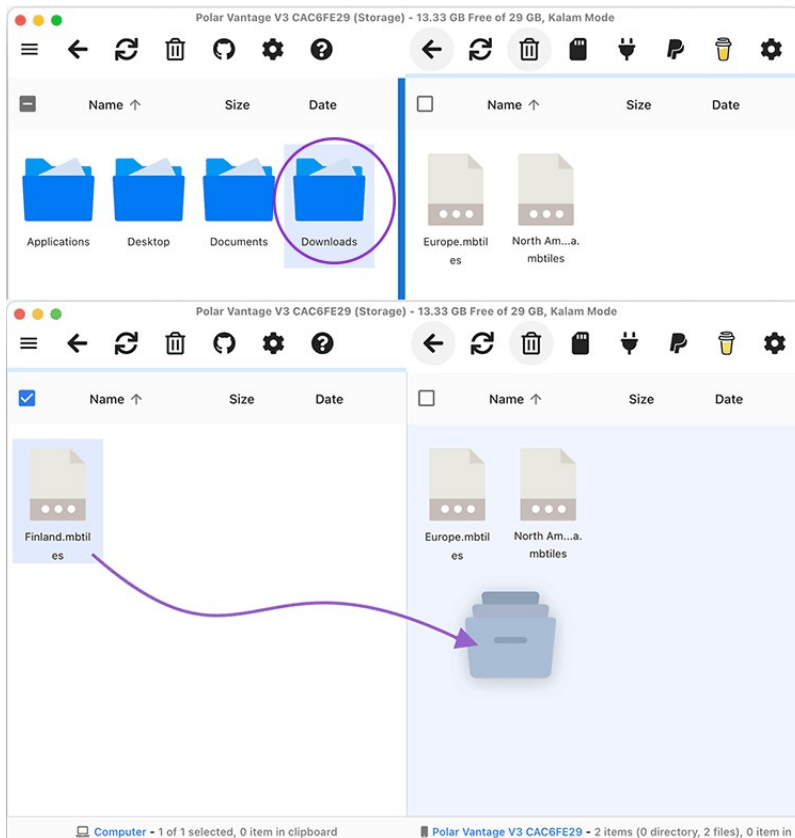 Polar Vantage V3 CAC6FE29 (Storage) - 13.33 GB Free of 29 GB, Kalam Mode
Name ↑ Size Date Name ↑ Size Date
Applications Desktop Documents Downloads Europe.mbtil North Am...a.
es mbtiles
Polar Vantage V3 CAC6FE29 (Storage) - 13.33 GB Free of 29 GB, Kalam Mode
Name ↑ Size Date Name ↑ Size Date
Europe.mbtil North Am...a.
es mbtiles
Finland.mbtil
es
Computer - 1 of 1 selected, 0 item in clipboard Polar Vantage V3 CAC6FE29 - 2 items (0 directory, 2 files), 0 item in